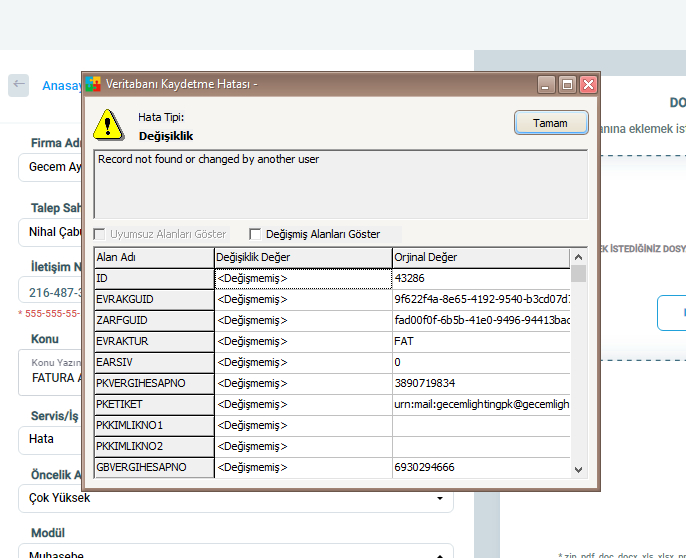 Anasay
Firma Adı
Gecem Ay
Talep Sah
Nihal Çabu
İletişim N
216-487-3
* 555-555-55-
Konu
Konu Yazın
FATURA A
Servis/İş
Hata
Öncelik A
Çok Yüksek
Modül
Muhasebe
Veritabanı Kaydetme Hatası -
Hata Tipi:
Değişiklik
Tamam
Record not found or changed by another user
Uyumsuz Alanları Göster
Değişmiş Alanları Göster
Alan Adı Değişiklik Değer Orjinal Değer
ID <Değişmemiş> 43286
EVRAKGUID <Değişmemiş> 9f622f4a-8e65-4192-9540-b3cd07d7
ZARFGUID <Değişmemiş> fad00f0f-6b5b-41e0-9496-94413bac
EVRAKTUR <Değişmemiş> FAT
EARSIV <Değişmemiş> 0
PKVERGIHESAPNO <Değişmemiş> 3890719834
PKETIKET <Değişmemiş> urn:mail:gecemlightingpk@gecemligh
PKKIMLIKNO1 <Değişmemiş>
PKKIMLIKNO2 <Değişmemiş>
GBVERGIHESAPNO <Değişmemiş> 6930294666
DO
anına eklemek ist
EK İSTEDİĞİNİZ DOSY
* zip, pdf, doc, docx, xls, xlsx, pr